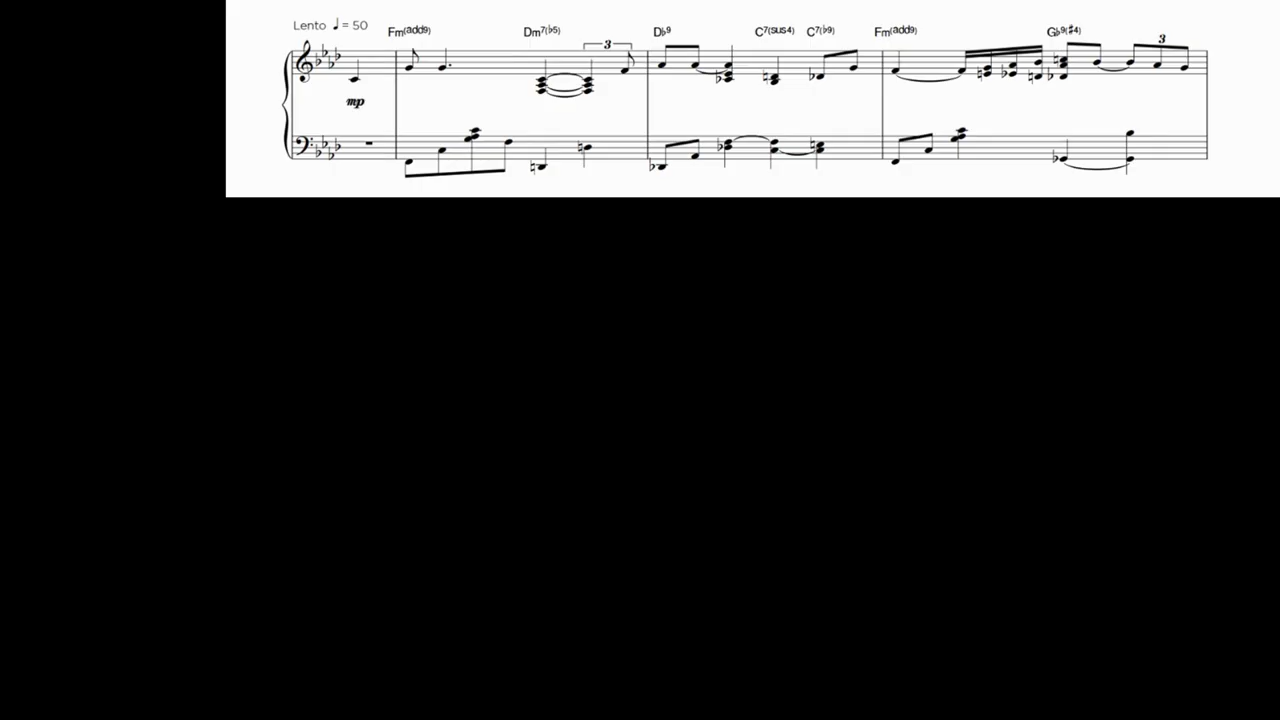 Lento ♩= 50
Fm(add9) Dm7(♭5) D♭9 C7(sus4) C7(♭9) Fm(add9) G♭9(♯4)
3 3
mp